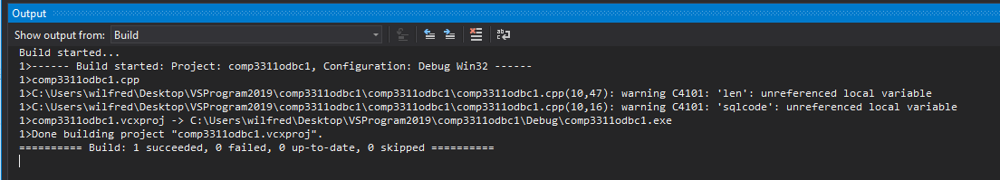 Output
Show output from: Build
Build started...
1>------ Build started: Project: comp3311odbc1, Configuration: Debug Win32 ------
1>comp3311odbc1.cpp
1>C:\Users\wilfred\Desktop\VSProgram2019\comp3311odbc1\comp3311odbc1\comp3311odbc1.cpp(10,47): warning C4101: 'len': unreferenced local variable
1>C:\Users\wilfred\Desktop\VSProgram2019\comp3311odbc1\comp3311odbc1\comp3311odbc1.cpp(10,16): warning C4101: 'sqlcode': unreferenced local variable
1>comp3311odbc1.vcxproj -> C:\Users\wilfred\Desktop\VSProgram2019\comp3311odbc1\Debug\comp3311odbc1.exe
1>Done building project "comp3311odbc1.vcxproj".
========== Build: 1 succeeded, 0 failed, 0 up-to-date, 0 skipped ==========